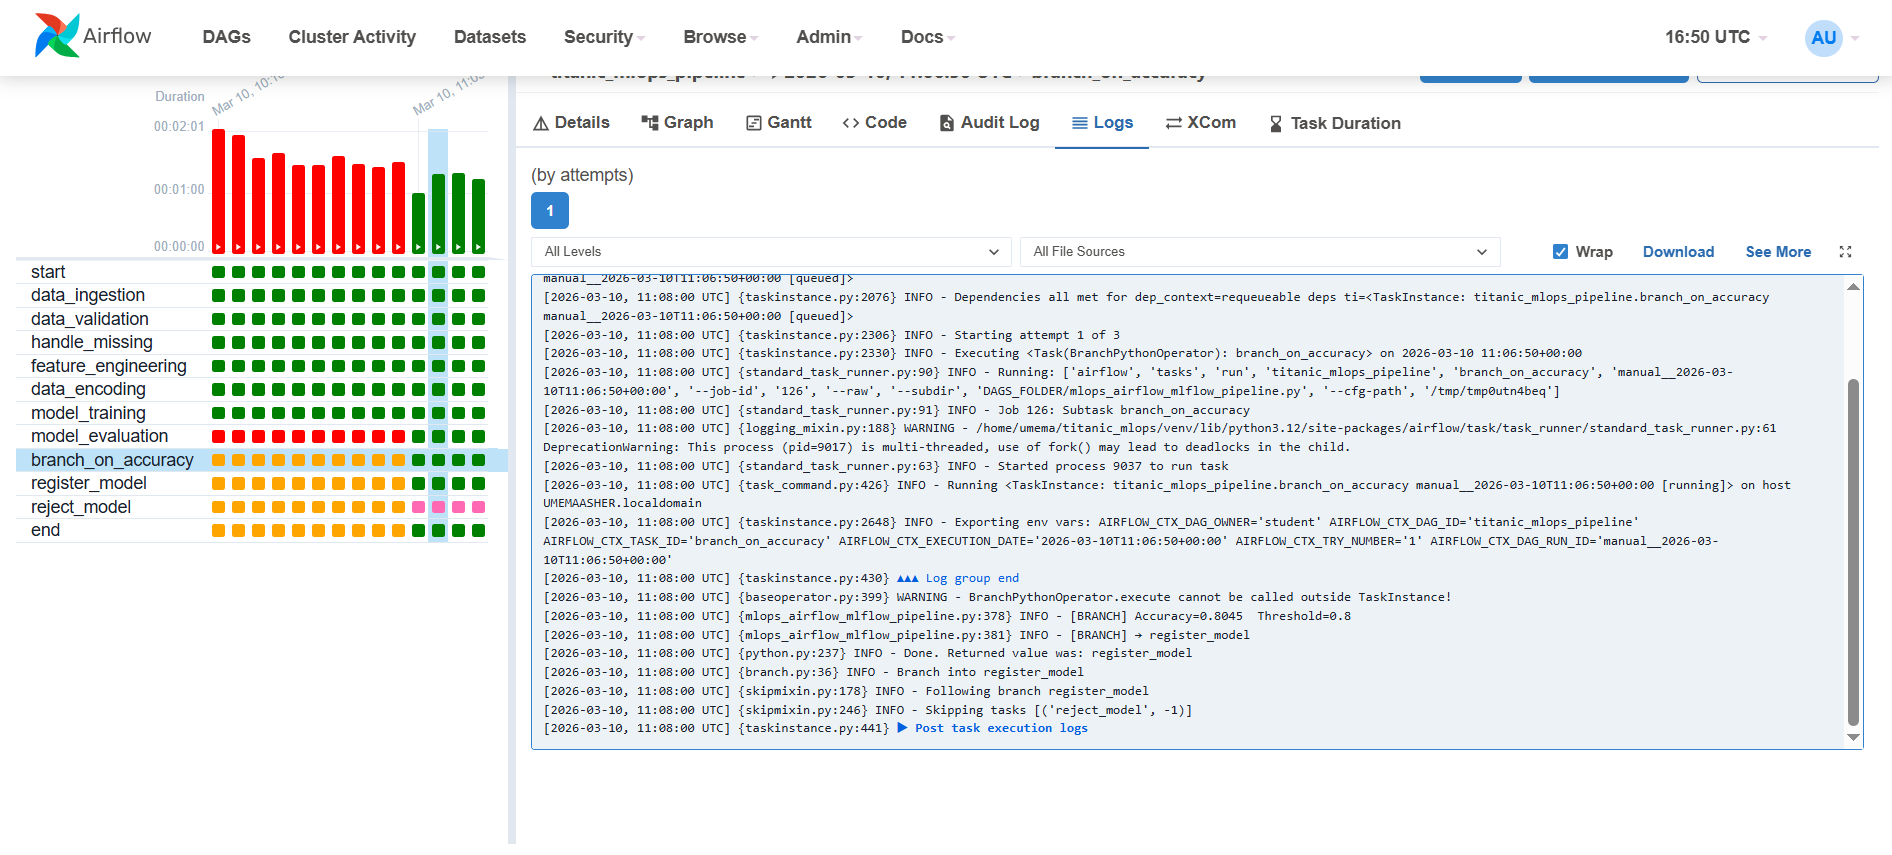 Airflow
DAGs
Cluster Activity
Datasets
Security
Browse
Admin
Docs
16:50 UTC
AU
Duration
Mar 10, 10:16
Mar 10, 11:05
00:02:01
00:01:00
00:00:00
start
data_ingestion
data_validation
handle_missing
feature_engineering
data_encoding
model_training
model_evaluation
branch_on_accuracy
register_model
reject_model
end
Details
Graph
Gantt
Code
Audit Log
Logs
XCom
Task Duration
(by attempts)
1
All Levels
All File Sources
Wrap
Download
See More
manual__2026-03-10T11:06:50+00:00 [queued]>
[2026-03-10, 11:08:00 UTC] {taskinstance.py:2076} INFO - Dependencies all met for dep_context=requeueable deps ti=<TaskInstance: titanic_mlops_pipeline.branch_on_accuracy
manual__2026-03-10T11:06:50+00:00 [queued]>
[2026-03-10, 11:08:00 UTC] {taskinstance.py:2306} INFO - Starting attempt 1 of 3
[2026-03-10, 11:08:00 UTC] {taskinstance.py:2330} INFO - Executing <Task(BranchPythonOperator): branch_on_accuracy> on 2026-03-10 11:06:50+00:00
[2026-03-10, 11:08:00 UTC] {standard_task_runner.py:90} INFO - Running: ['airflow', 'tasks', 'run', 'titanic_mlops_pipeline', 'branch_on_accuracy', 'manual__2026-03-
10T11:06:50+00:00', '--job-id', '126', '--raw', '--subdir', 'DAGS_FOLDER/mlops_airflow_mlflow_pipeline.py', '--cfg-path', '/tmp/tmp0utn4beq']
[2026-03-10, 11:08:00 UTC] {standard_task_runner.py:91} INFO - Job 126: Subtask branch_on_accuracy
[2026-03-10, 11:08:00 UTC] {logging_mixin.py:188} WARNING - /home/umema/titanic_mlops/venv/lib/python3.12/site-packages/airflow/task/task_runner/standard_task_runner.py:61
DeprecationWarning: This process (pid=9017) is multi-threaded, use of fork() may lead to deadlocks in the child.
[2026-03-10, 11:08:00 UTC] {standard_task_runner.py:63} INFO - Started process 9037 to run task
[2026-03-10, 11:08:00 UTC] {task_command.py:426} INFO - Running <TaskInstance: titanic_mlops_pipeline.branch_on_accuracy manual__2026-03-10T11:06:50+00:00 [running]> on host
UMEMAASHER.localdomain
[2026-03-10, 11:08:00 UTC] {taskinstance.py:2648} INFO - Exporting env vars: AIRFLOW_CTX_DAG_OWNER='student' AIRFLOW_CTX_DAG_ID='titanic_mlops_pipeline'
AIRFLOW_CTX_TASK_ID='branch_on_accuracy' AIRFLOW_CTX_EXECUTION_DATE='2026-03-10T11:06:50+00:00' AIRFLOW_CTX_TRY_NUMBER='1' AIRFLOW_CTX_DAG_RUN_ID='manual__2026-03-
10T11:06:50+00:00'
[2026-03-10, 11:08:00 UTC] {taskinstance.py:430} ▲▲▲ Log group end
[2026-03-10, 11:08:00 UTC] {baseoperator.py:399} WARNING - BranchPythonOperator.execute cannot be called outside TaskInstance!
[2026-03-10, 11:08:00 UTC] {mlops_airflow_mlflow_pipeline.py:378} INFO - [BRANCH] Accuracy=0.8045  Threshold=0.8
[2026-03-10, 11:08:00 UTC] {mlops_airflow_mlflow_pipeline.py:381} INFO - [BRANCH] → register_model
[2026-03-10, 11:08:00 UTC] {python.py:237} INFO - Done. Returned value was: register_model
[2026-03-10, 11:08:00 UTC] {branch.py:36} INFO - Branch into register_model
[2026-03-10, 11:08:00 UTC] {skipmixin.py:178} INFO - Following branch register_model
[2026-03-10, 11:08:00 UTC] {skipmixin.py:246} INFO - Skipping tasks [('reject_model', -1)]
[2026-03-10, 11:08:00 UTC] {taskinstance.py:441} ▶ Post task execution logs